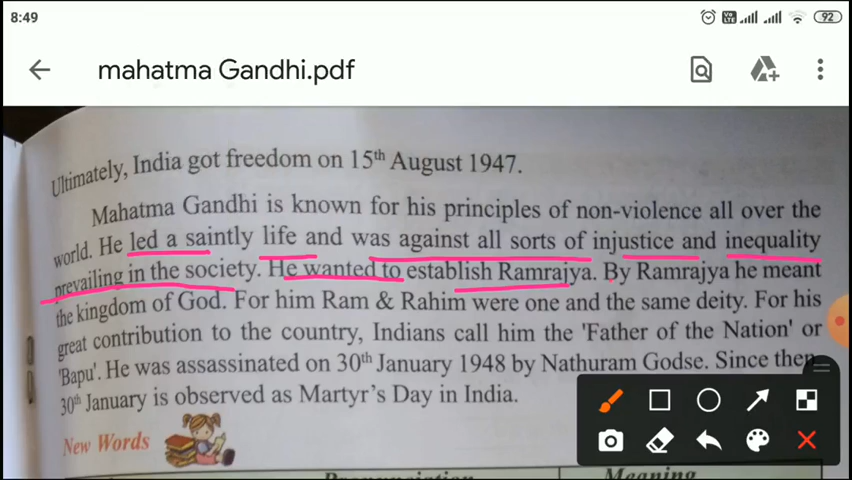 8:49
92
mahatma Gandhi.pdf
Ultimately, India got freedom on 15th August 1947.
Mahatma Gandhi is known for his principles of non-violence all over the
world. He led a saintly life and was against all sorts of injustice and inequality
prevailing in the society. He wanted to establish Ramrajya. By Ramrajya he meant
the kingdom of God. For him Ram & Rahim were one and the same deity. For his
great contribution to the country, Indians call him the 'Father of the Nation' or
'Bapu'. He was assassinated on 30th January 1948 by Nathuram Godse. Since then
30th January is observed as Martyr's Day in India.
New Words
Pronunciation Meaning